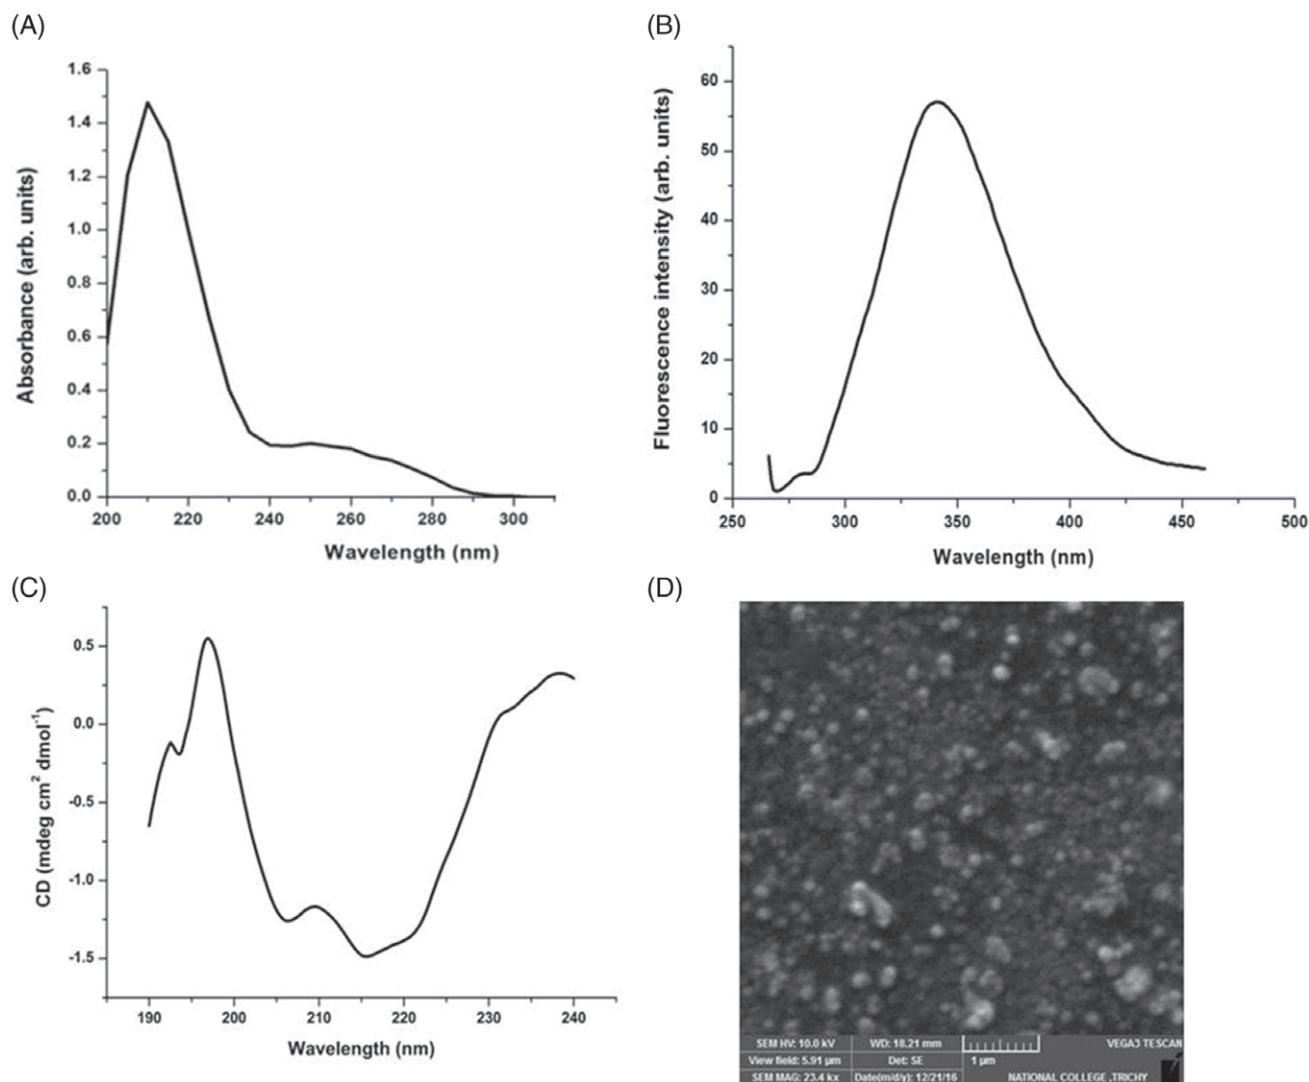 (A)
1.6
1.4
1.2
1.0
0.8
0.6
0.4
0.2
0.0
200 220 240 260 280 300
Absorbance (arb. units)
Wavelength (nm)
(B)
60
50
40
30
20
10
0
250 300 350 400 450 500
Fluorescence intensity (arb. units)
Wavelength (nm)
(C)
0.5
0.0
-0.5
-1.0
-1.5
190 200 210 220 230 240
CD (mdeg cm² dmol⁻¹)
Wavelength (nm)
(D)
SEM HV: 10.0 kV WD: 18.21 mm VEGA3 TESCAN
View field: 5.91 µm Det: SE 1 µm
SEM MAG: 23.4 kx Date(m/d/y): 12/21/16 NATIONAL COLLEGE ,TRICHY